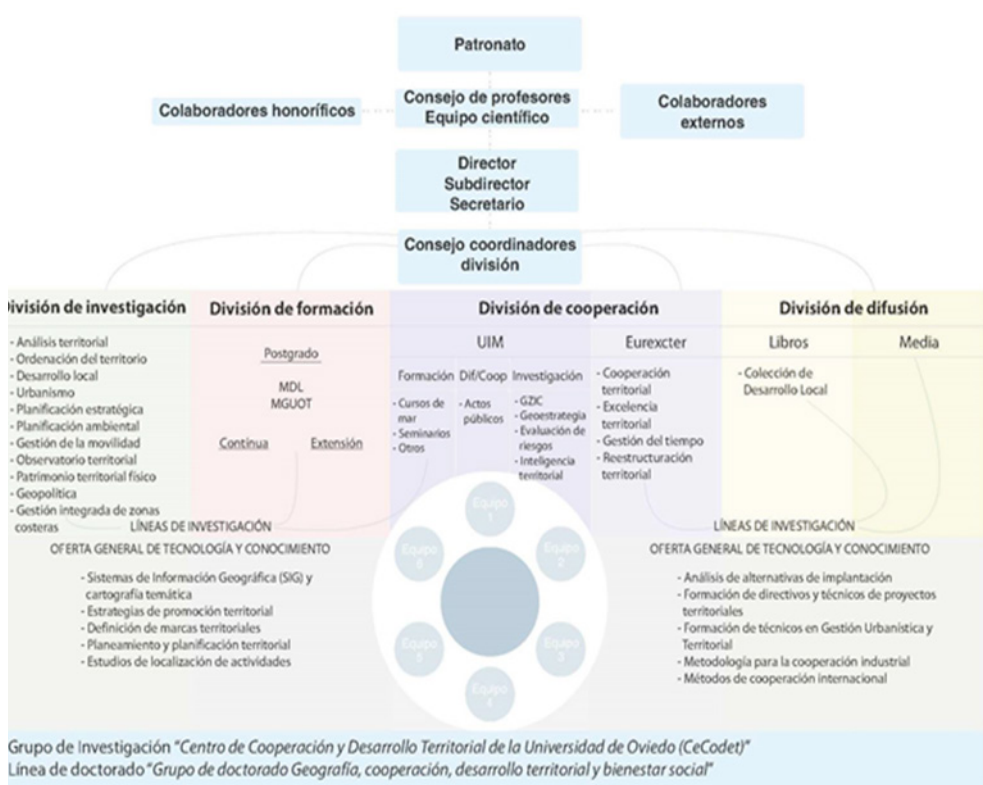 Patronato
Colaboradores honoríficos
Consejo de profesores
Equipo científico
Colaboradores
externos
Director
Subdirector
Secretario
Consejo coordinadores
división
ivisión de investigación
- Análisis territorial
- Ordenación del territorio
- Desarrollo local
- Urbanismo
- Planificación estratégica
- Planificación ambiental
- Gestión de la movilidad
- Observatorio territorial
- Patrimonio territorial físico
- Geopolítica
- Gestión integrada de zonas
costeras
División de formación
Postgrado
MDL
MGUOT
Contínua
Extensión
División de cooperación
UIM
Formación
- Cursos de
mar
- Seminarios
- Otros
Dif/Coop
- Actos
públicos
Investigación
- GZIC
- Geoestrategia
- Evaluación de
riesgos
- Inteligencia
territorial
Eurexcter
- Cooperación
territorial
- Excelencia
territorial
- Gestión del tiempo
- Reestructuración
territorial
División de difusión
Libros
- Colección de
Desarrollo Local
Media
LÍNEAS DE INVESTIGACIÓN
OFERTA GENERAL DE TECNOLOGÍA Y CONOCIMIENTO
- Sistemas de Información Geográfica (SIG) y
cartografía temática
- Estrategias de promoción territorial
- Definición de marcas territoriales
- Planeamiento y planificación territorial
- Estudios de localización de actividades
Equipo
1
Equipo
2
Equipo
3
Equipo
4
Equipo
5
Equipo
6
LÍNEAS DE INVESTIGACIÓN
OFERTA GENERAL DE TECNOLOGÍA Y CONOCIMIENTO
- Análisis de alternativas de implantación
- Formación de directivos y técnicos de proyectos
territoriales
- Formación de técnicos en Gestión Urbanística y
Territorial
- Metodología para la cooperación industrial
- Métodos de cooperación internacional
Grupo de Investigación "Centro de Cooperación y Desarrollo Territorial de la Universidad de Oviedo (CeCodet)"
Línea de doctorado "Grupo de doctorado Geografía, cooperación, desarrollo territorial y bienestar social"